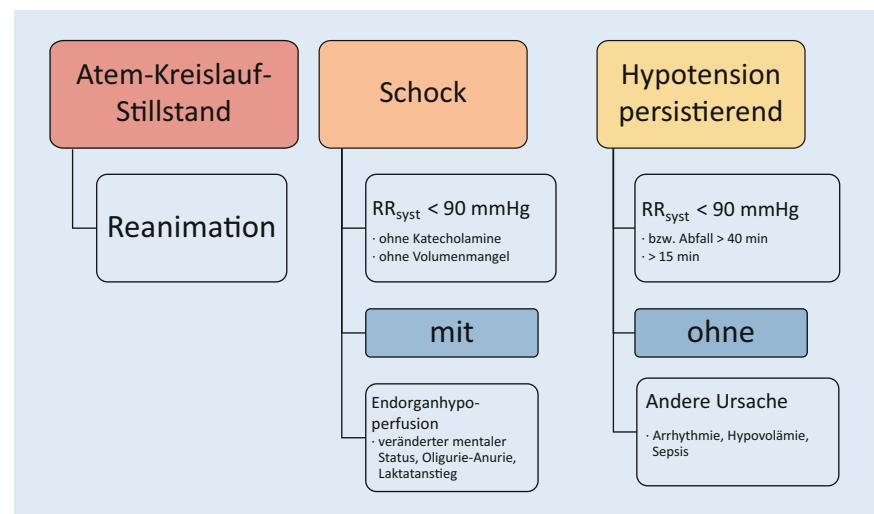 Atem-Kreislauf-
Stillstand
Reanimation
Schock
RRsyst < 90 mmHg
· ohne Katecholamine
· ohne Volumenmangel
mit
Endorganhypo-
perfusion
· veränderter mentaler
Status, Oligurie-Anurie,
Laktatanstieg
Hypotension
persistierend
RRsyst < 90 mmHg
· bzw. Abfall > 40 min
· > 15 min
ohne
Andere Ursache
· Arrhythmie, Hypovolämie,
Sepsis